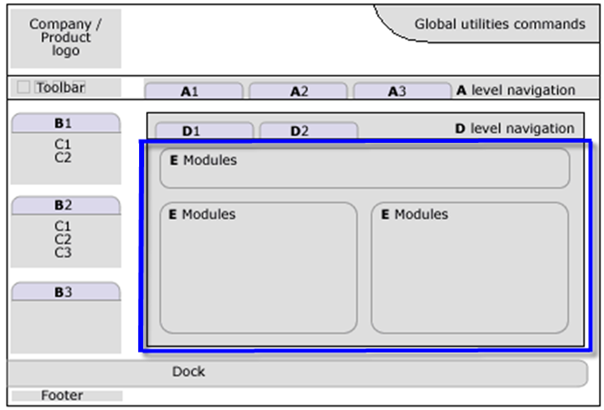 Company /
Product
logo
Global utilities commands
Toolbar
A1
A2
A3
A level navigation
B1
C1
C2
D1
D2
D level navigation
E Modules
B2
C1
C2
C3
E Modules
E Modules
B3
Dock
Footer